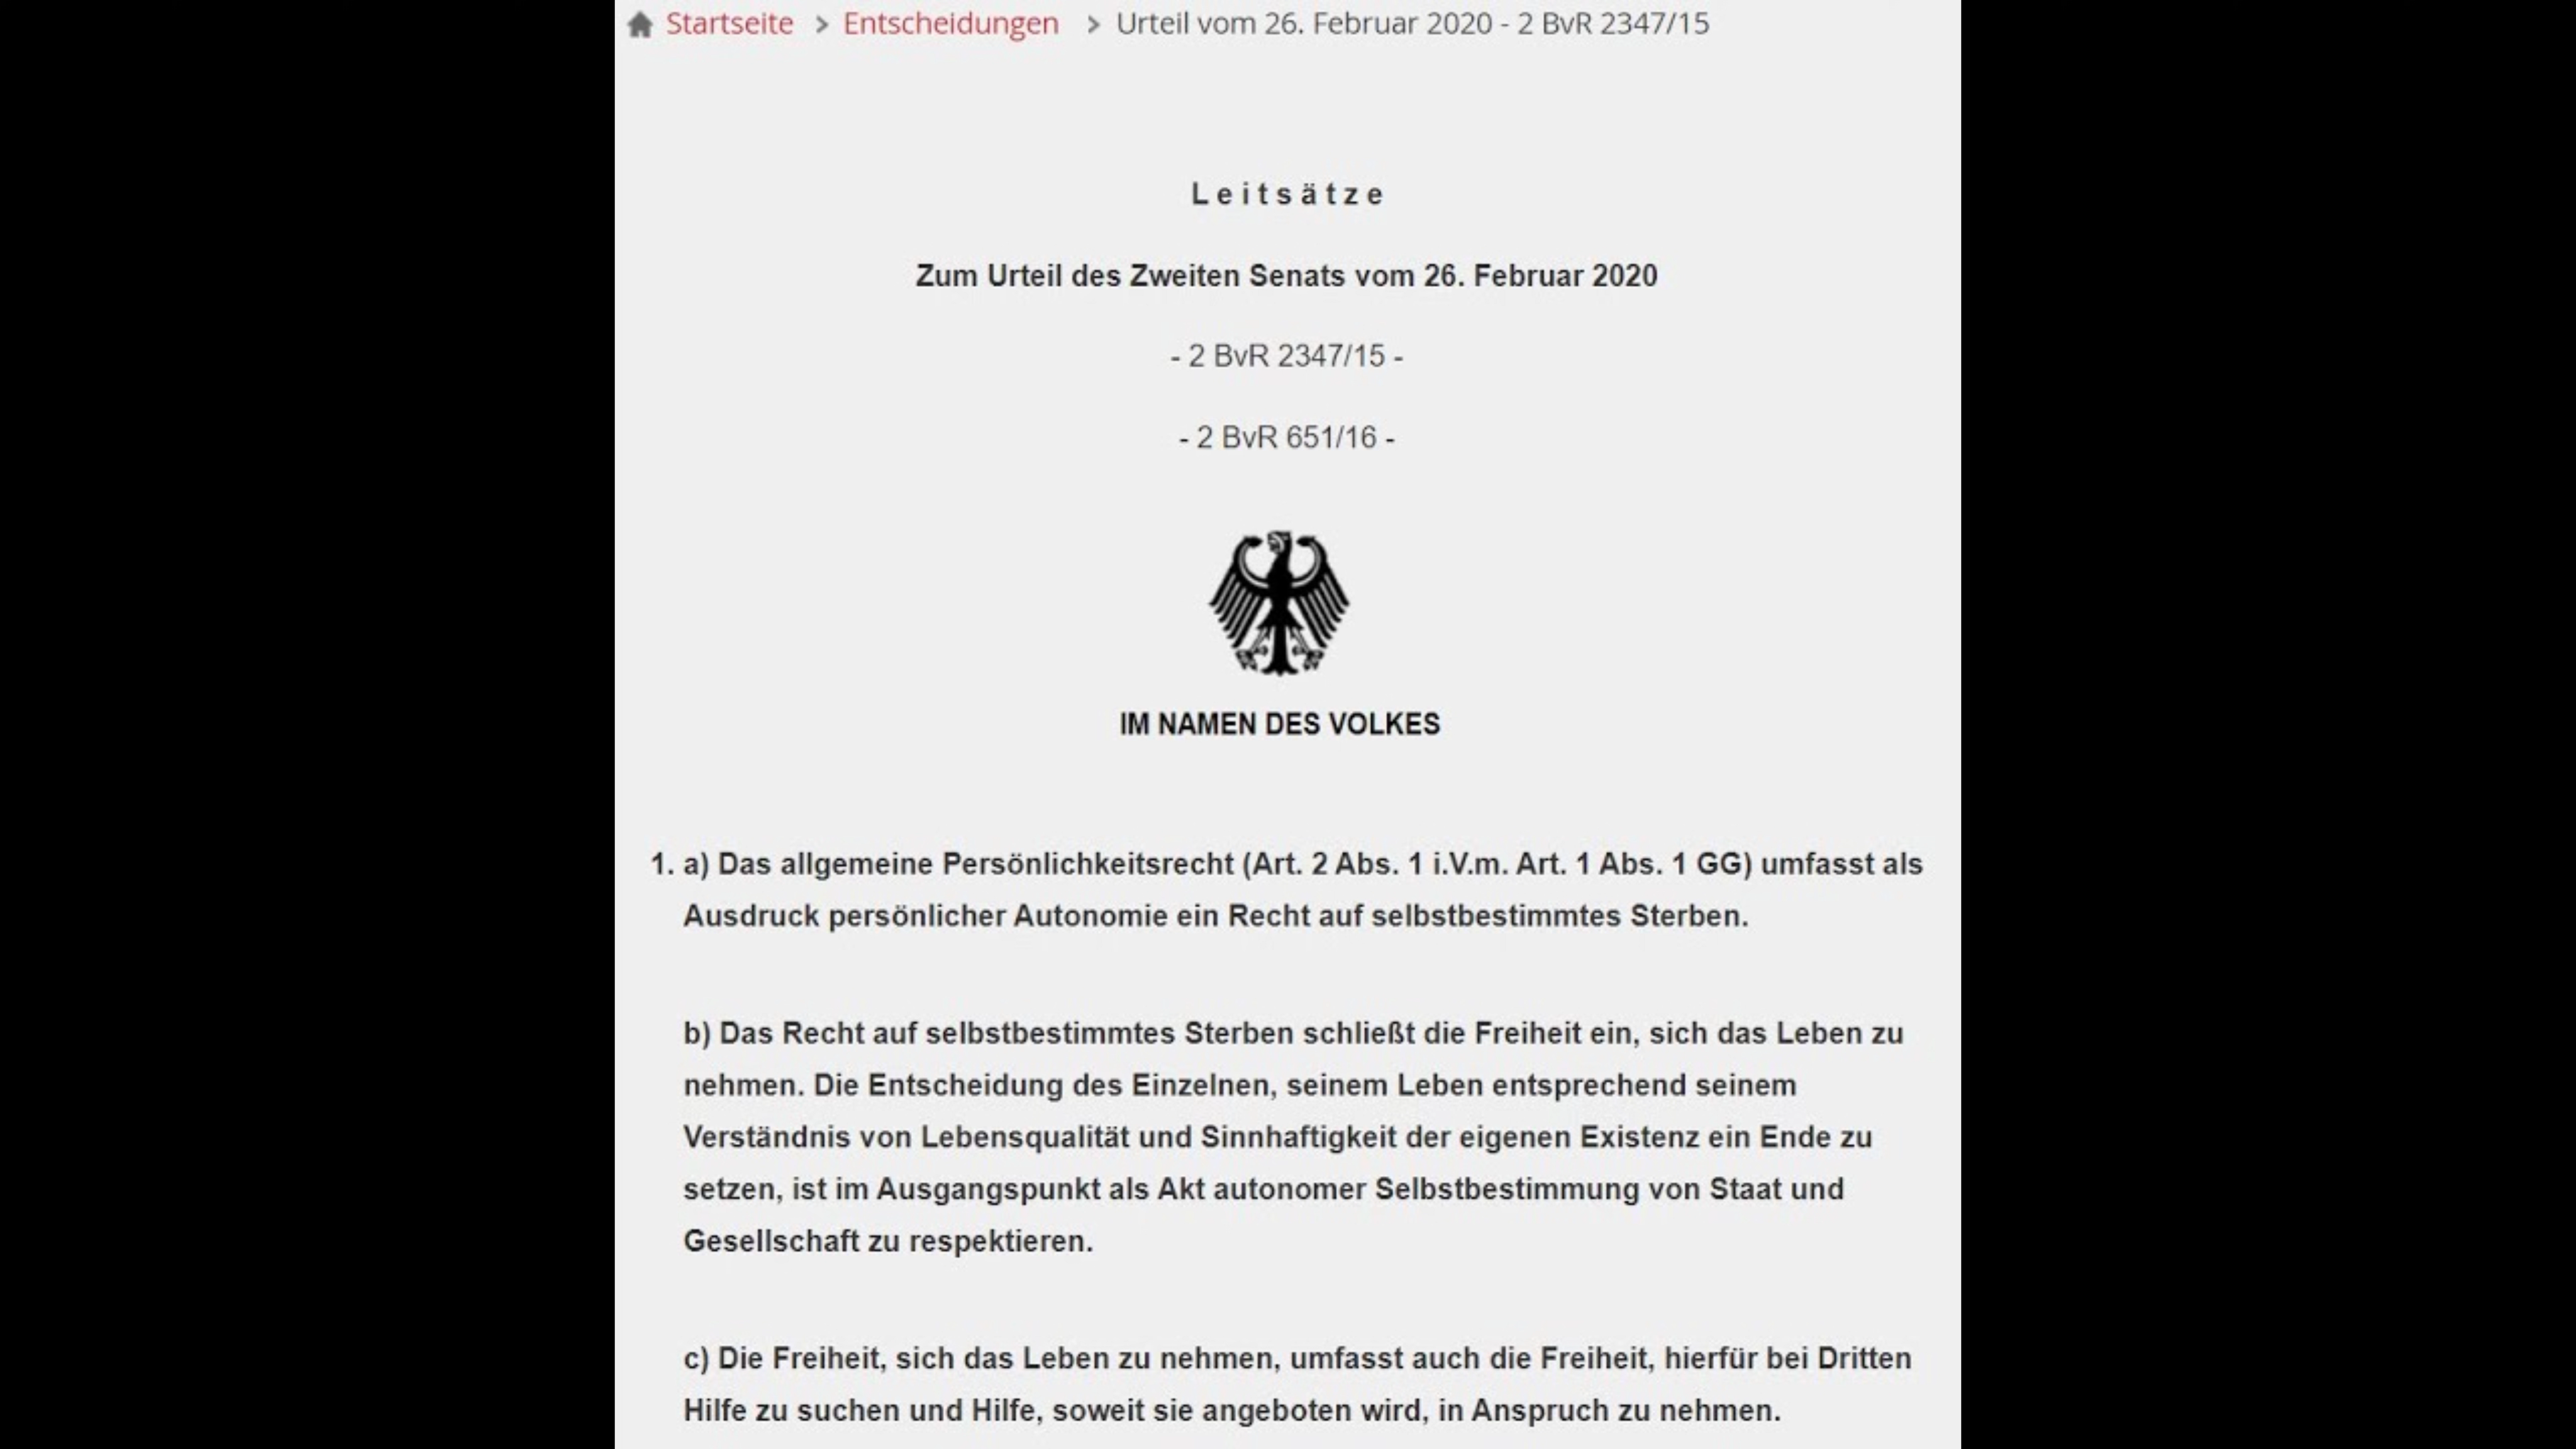 Startseite > Entscheidungen > Urteil vom 26. Februar 2020 - 2 BvR 2347/15
Leitsätze
Zum Urteil des Zweiten Senats vom 26. Februar 2020
- 2 BvR 2347/15 -
- 2 BvR 651/16 -
IM NAMEN DES VOLKES
1. a) Das allgemeine Persönlichkeitsrecht (Art. 2 Abs. 1 i.V.m. Art. 1 Abs. 1 GG) umfasst als
Ausdruck persönlicher Autonomie ein Recht auf selbstbestimmtes Sterben.
b) Das Recht auf selbstbestimmtes Sterben schließt die Freiheit ein, sich das Leben zu
nehmen. Die Entscheidung des Einzelnen, seinem Leben entsprechend seinem
Verständnis von Lebensqualität und Sinnhaftigkeit der eigenen Existenz ein Ende zu
setzen, ist im Ausgangspunkt als Akt autonomer Selbstbestimmung von Staat und
Gesellschaft zu respektieren.
c) Die Freiheit, sich das Leben zu nehmen, umfasst auch die Freiheit, hierfür bei Dritten
Hilfe zu suchen und Hilfe, soweit sie angeboten wird, in Anspruch zu nehmen.